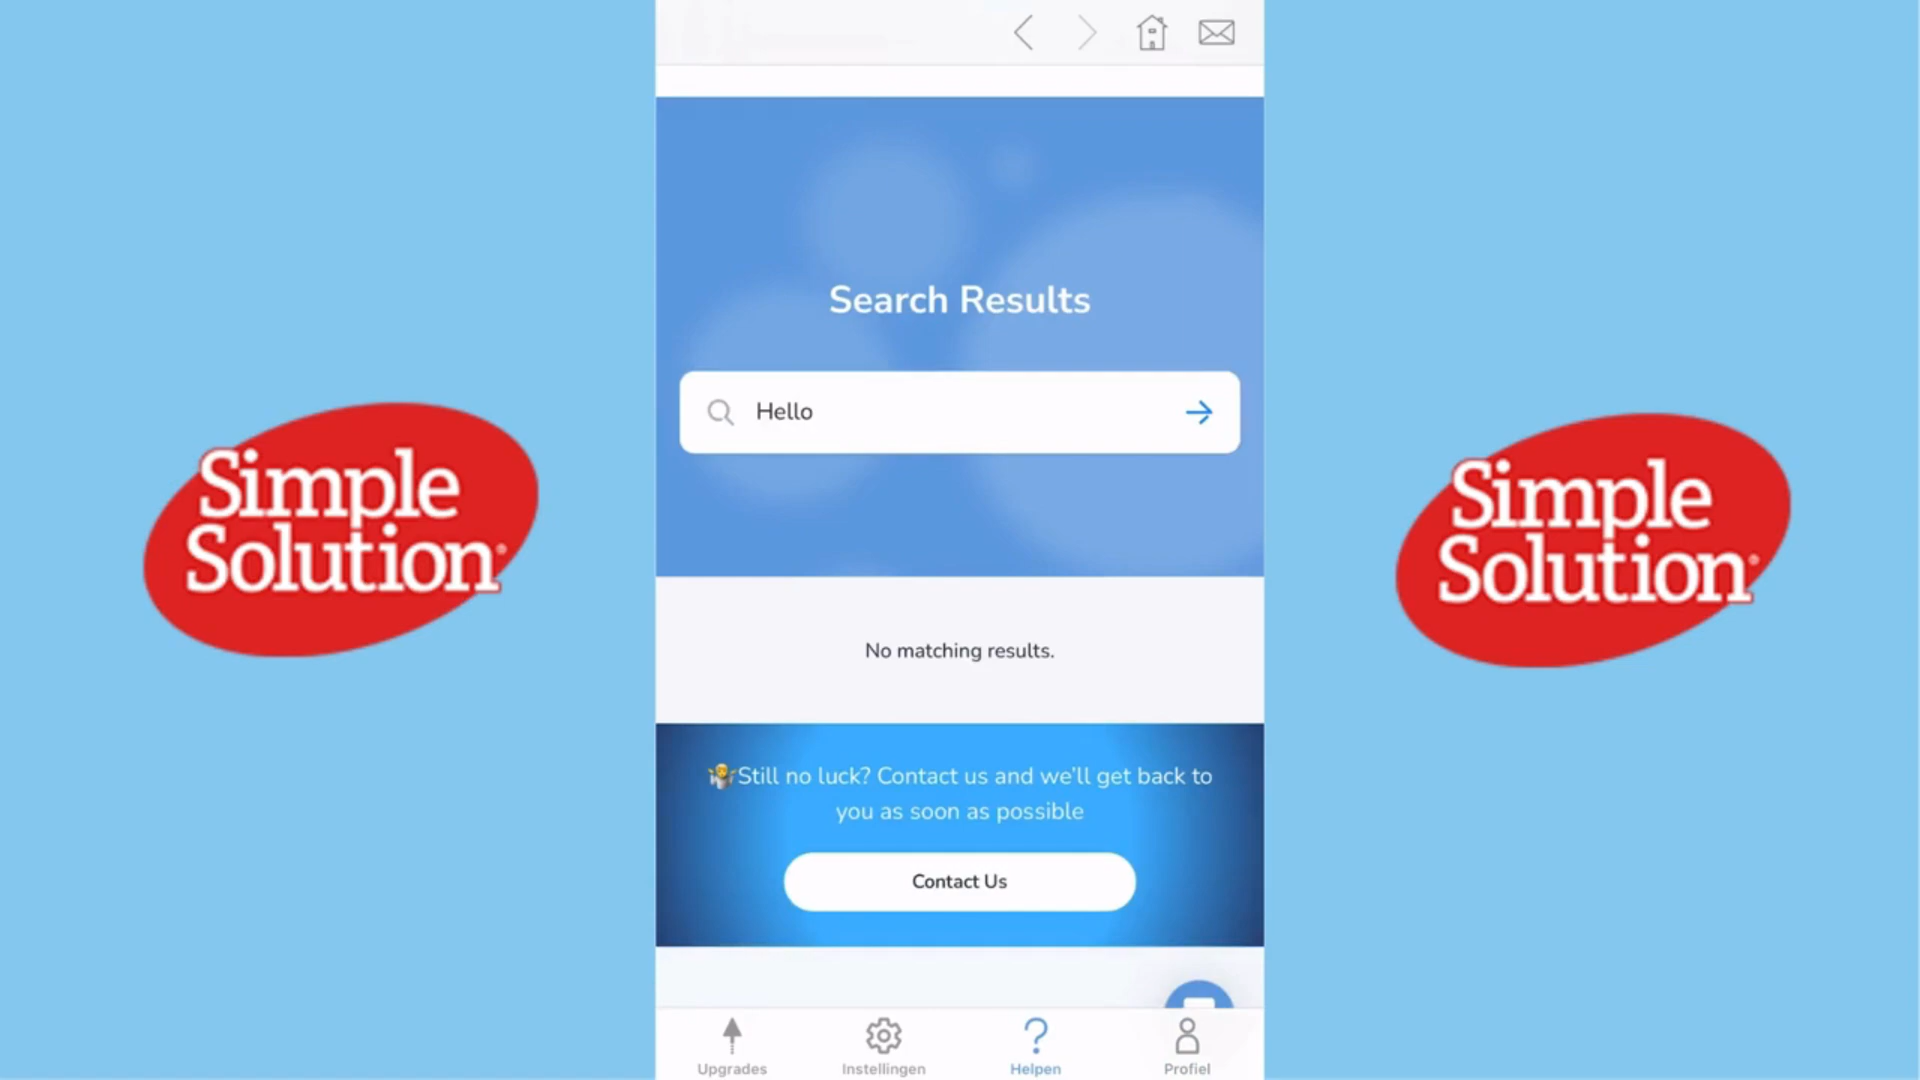 Simple
Solution®
Search Results
Hello
No matching results.
🤷Still no luck? Contact us and we'll get back to
you as soon as possible
Contact Us
Upgrades
Instellingen
Helpen
Profiel
Simple
Solution®